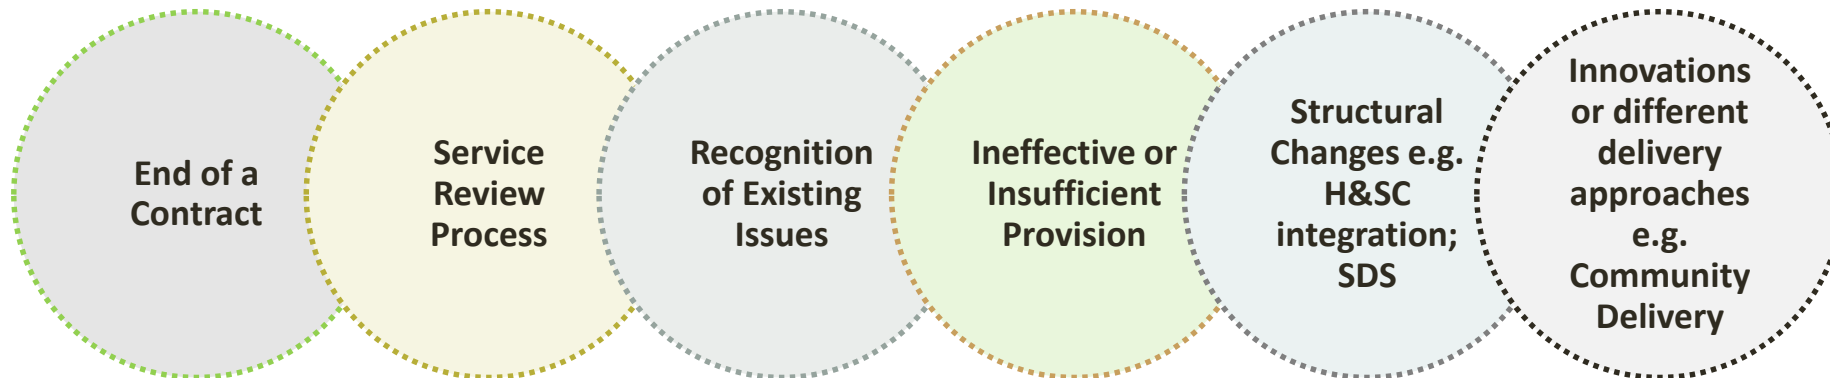 End of a
Contract
Service
Review
Process
Recognition
of Existing
Issues
Ineffective or
Insufficient
Provision
Structural
Changes e.g.
H&SC
integration;
SDS
Innovations
or different
delivery
approaches
e.g.
Community
Delivery